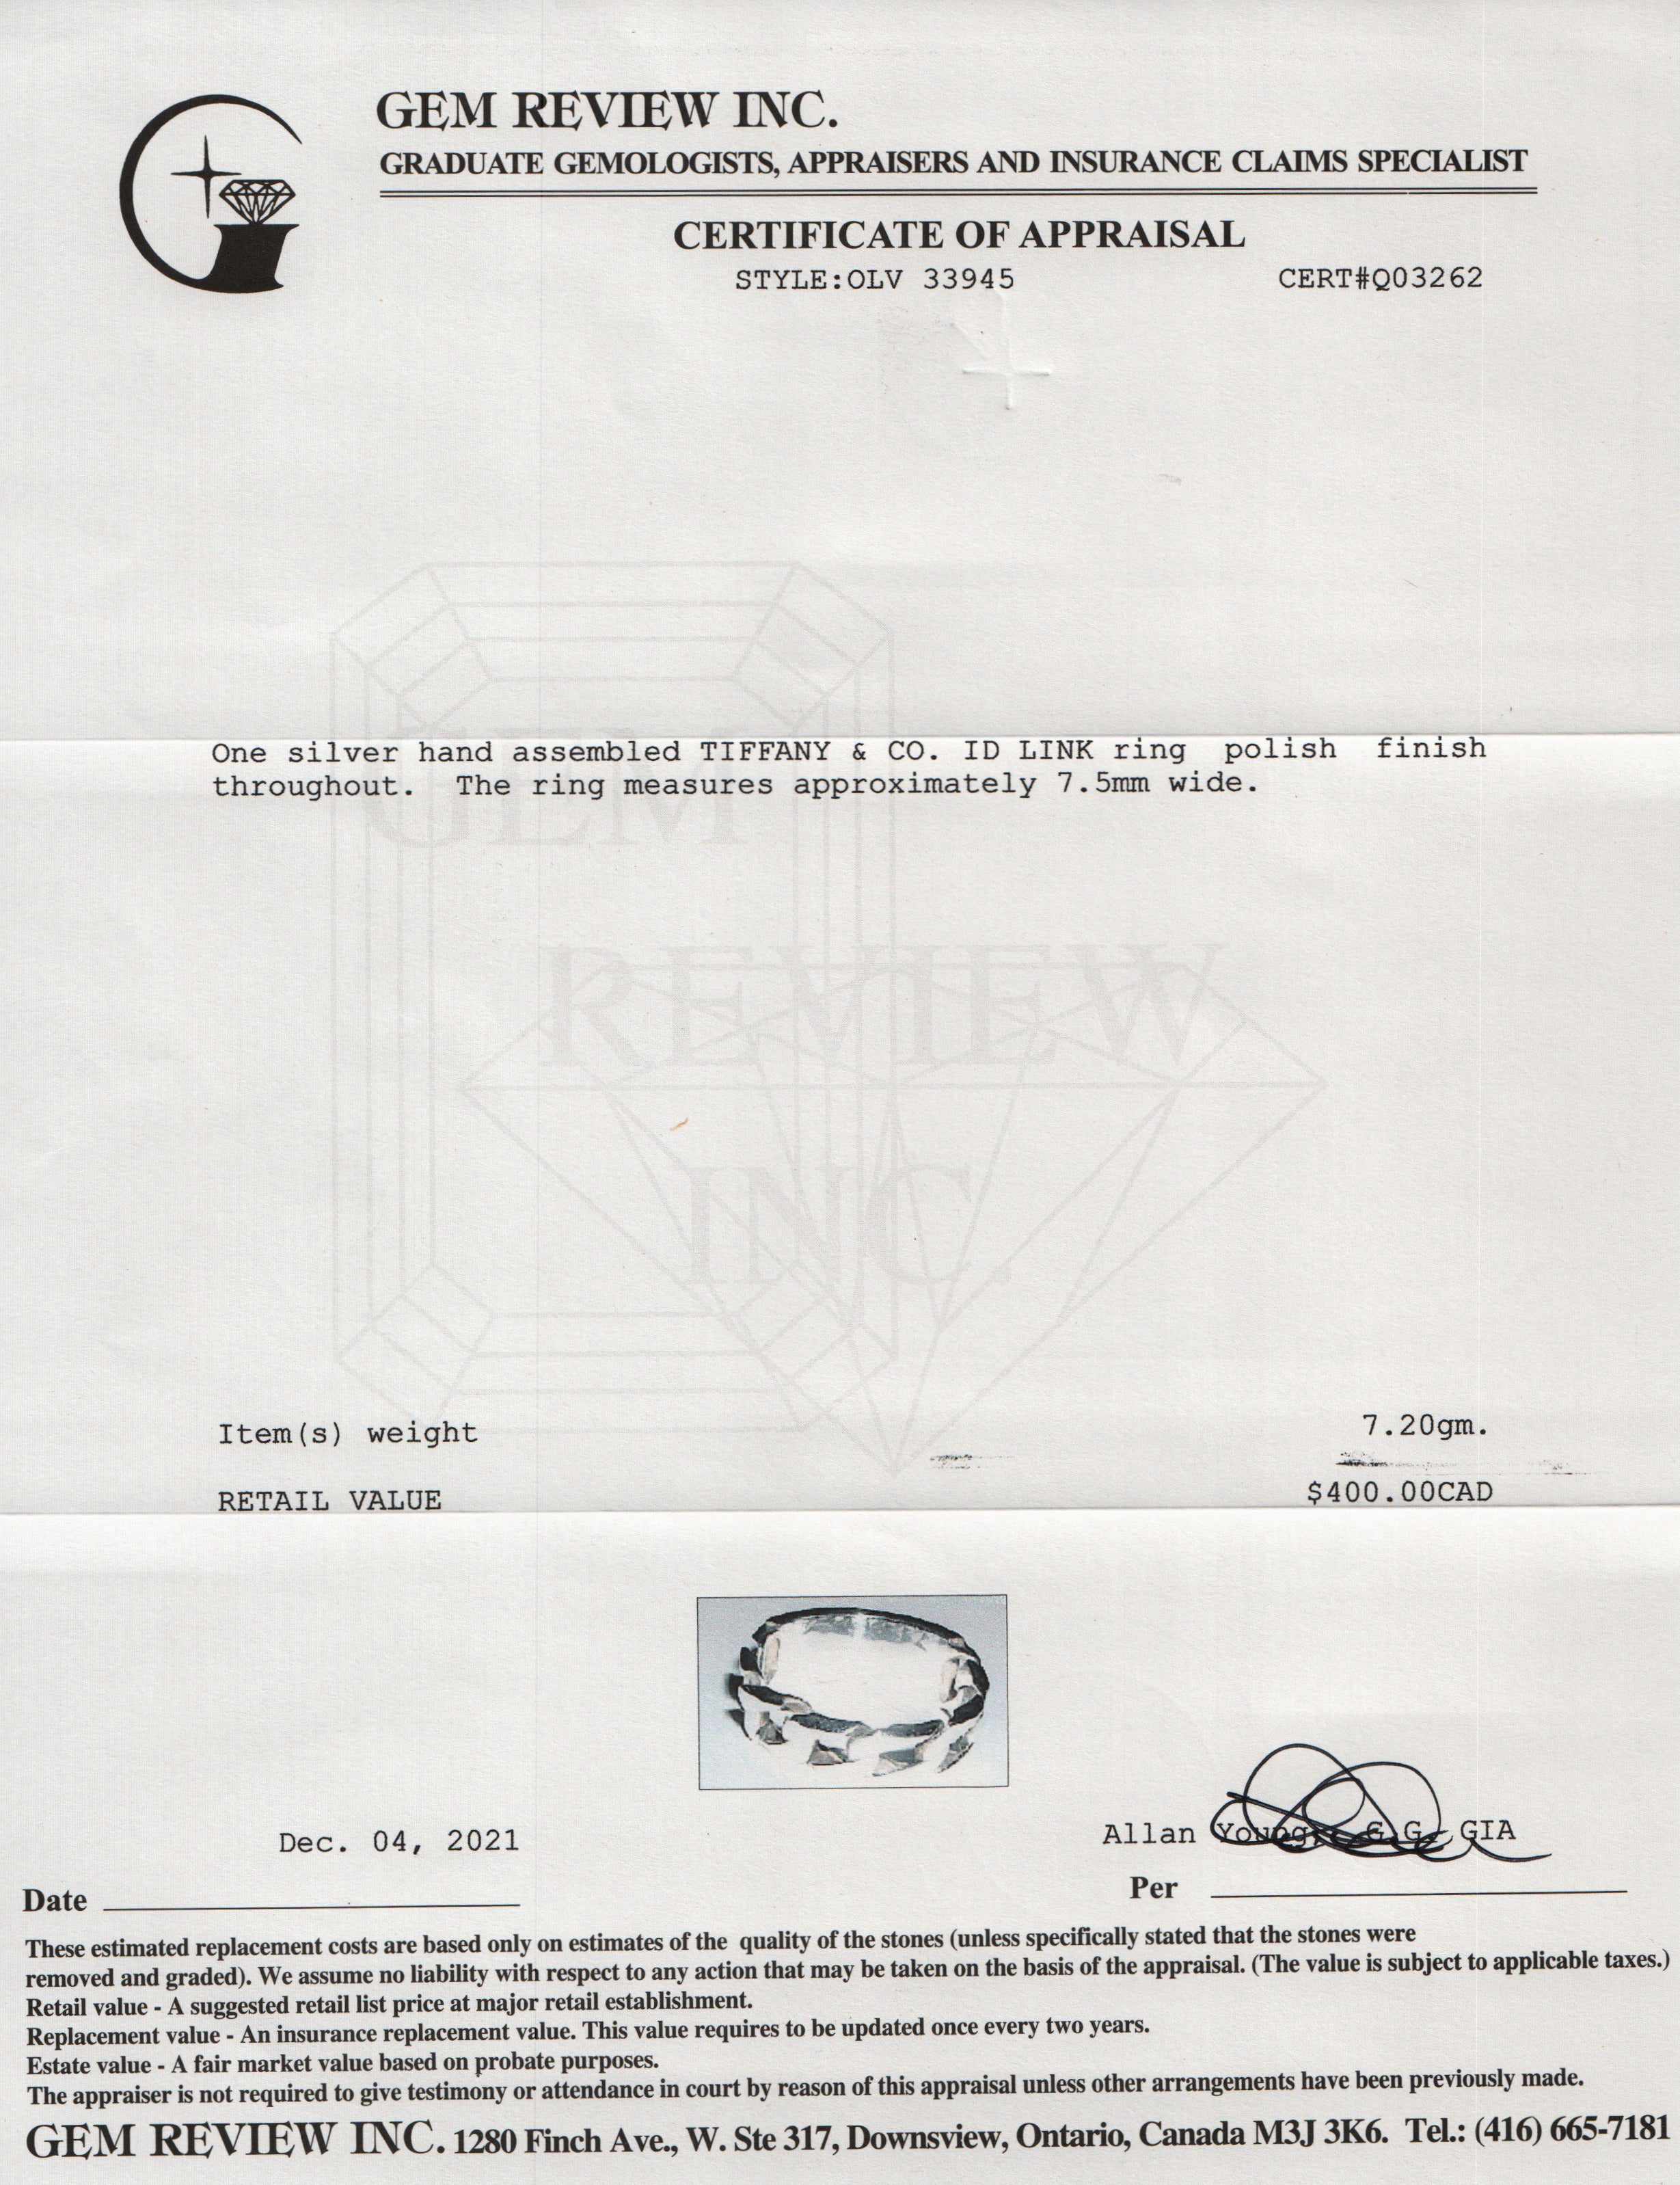 GEM REVIEW INC.
GRADUATE GEMOLOGISTS, APPRAISERS AND INSURANCE CLAIMS SPECIALIST
CERTIFICATE OF APPRAISAL
STYLE:OLV 33945 CERT#Q03262
One silver hand assembled TIFFANY & CO. ID LINK ring polish finish
throughout. The ring measures approximately 7.5mm wide.
GEM
REVIEW
INC.
Item(s) weight 7.20gm.
RETAIL VALUE $400.00CAD
Dec. 04, 2021
Allan Young, G.G. GIA
Date
Per
These estimated replacement costs are based only on estimates of the quality of the stones (unless specifically stated that the stones were
removed and graded). We assume no liability with respect to any action that may be taken on the basis of the appraisal. (The value is subject to applicable taxes.)
Retail value - A suggested retail list price at major retail establishment.
Replacement value - An insurance replacement value. This value requires to be updated once every two years.
Estate value - A fair market value based on probate purposes.
The appraiser is not required to give testimony or attendance in court by reason of this appraisal unless other arrangements have been previously made.
GEM REVIEW INC. 1280 Finch Ave., W. Ste 317, Downsview, Ontario, Canada M3J 3K6. Tel.: (416) 665-7181